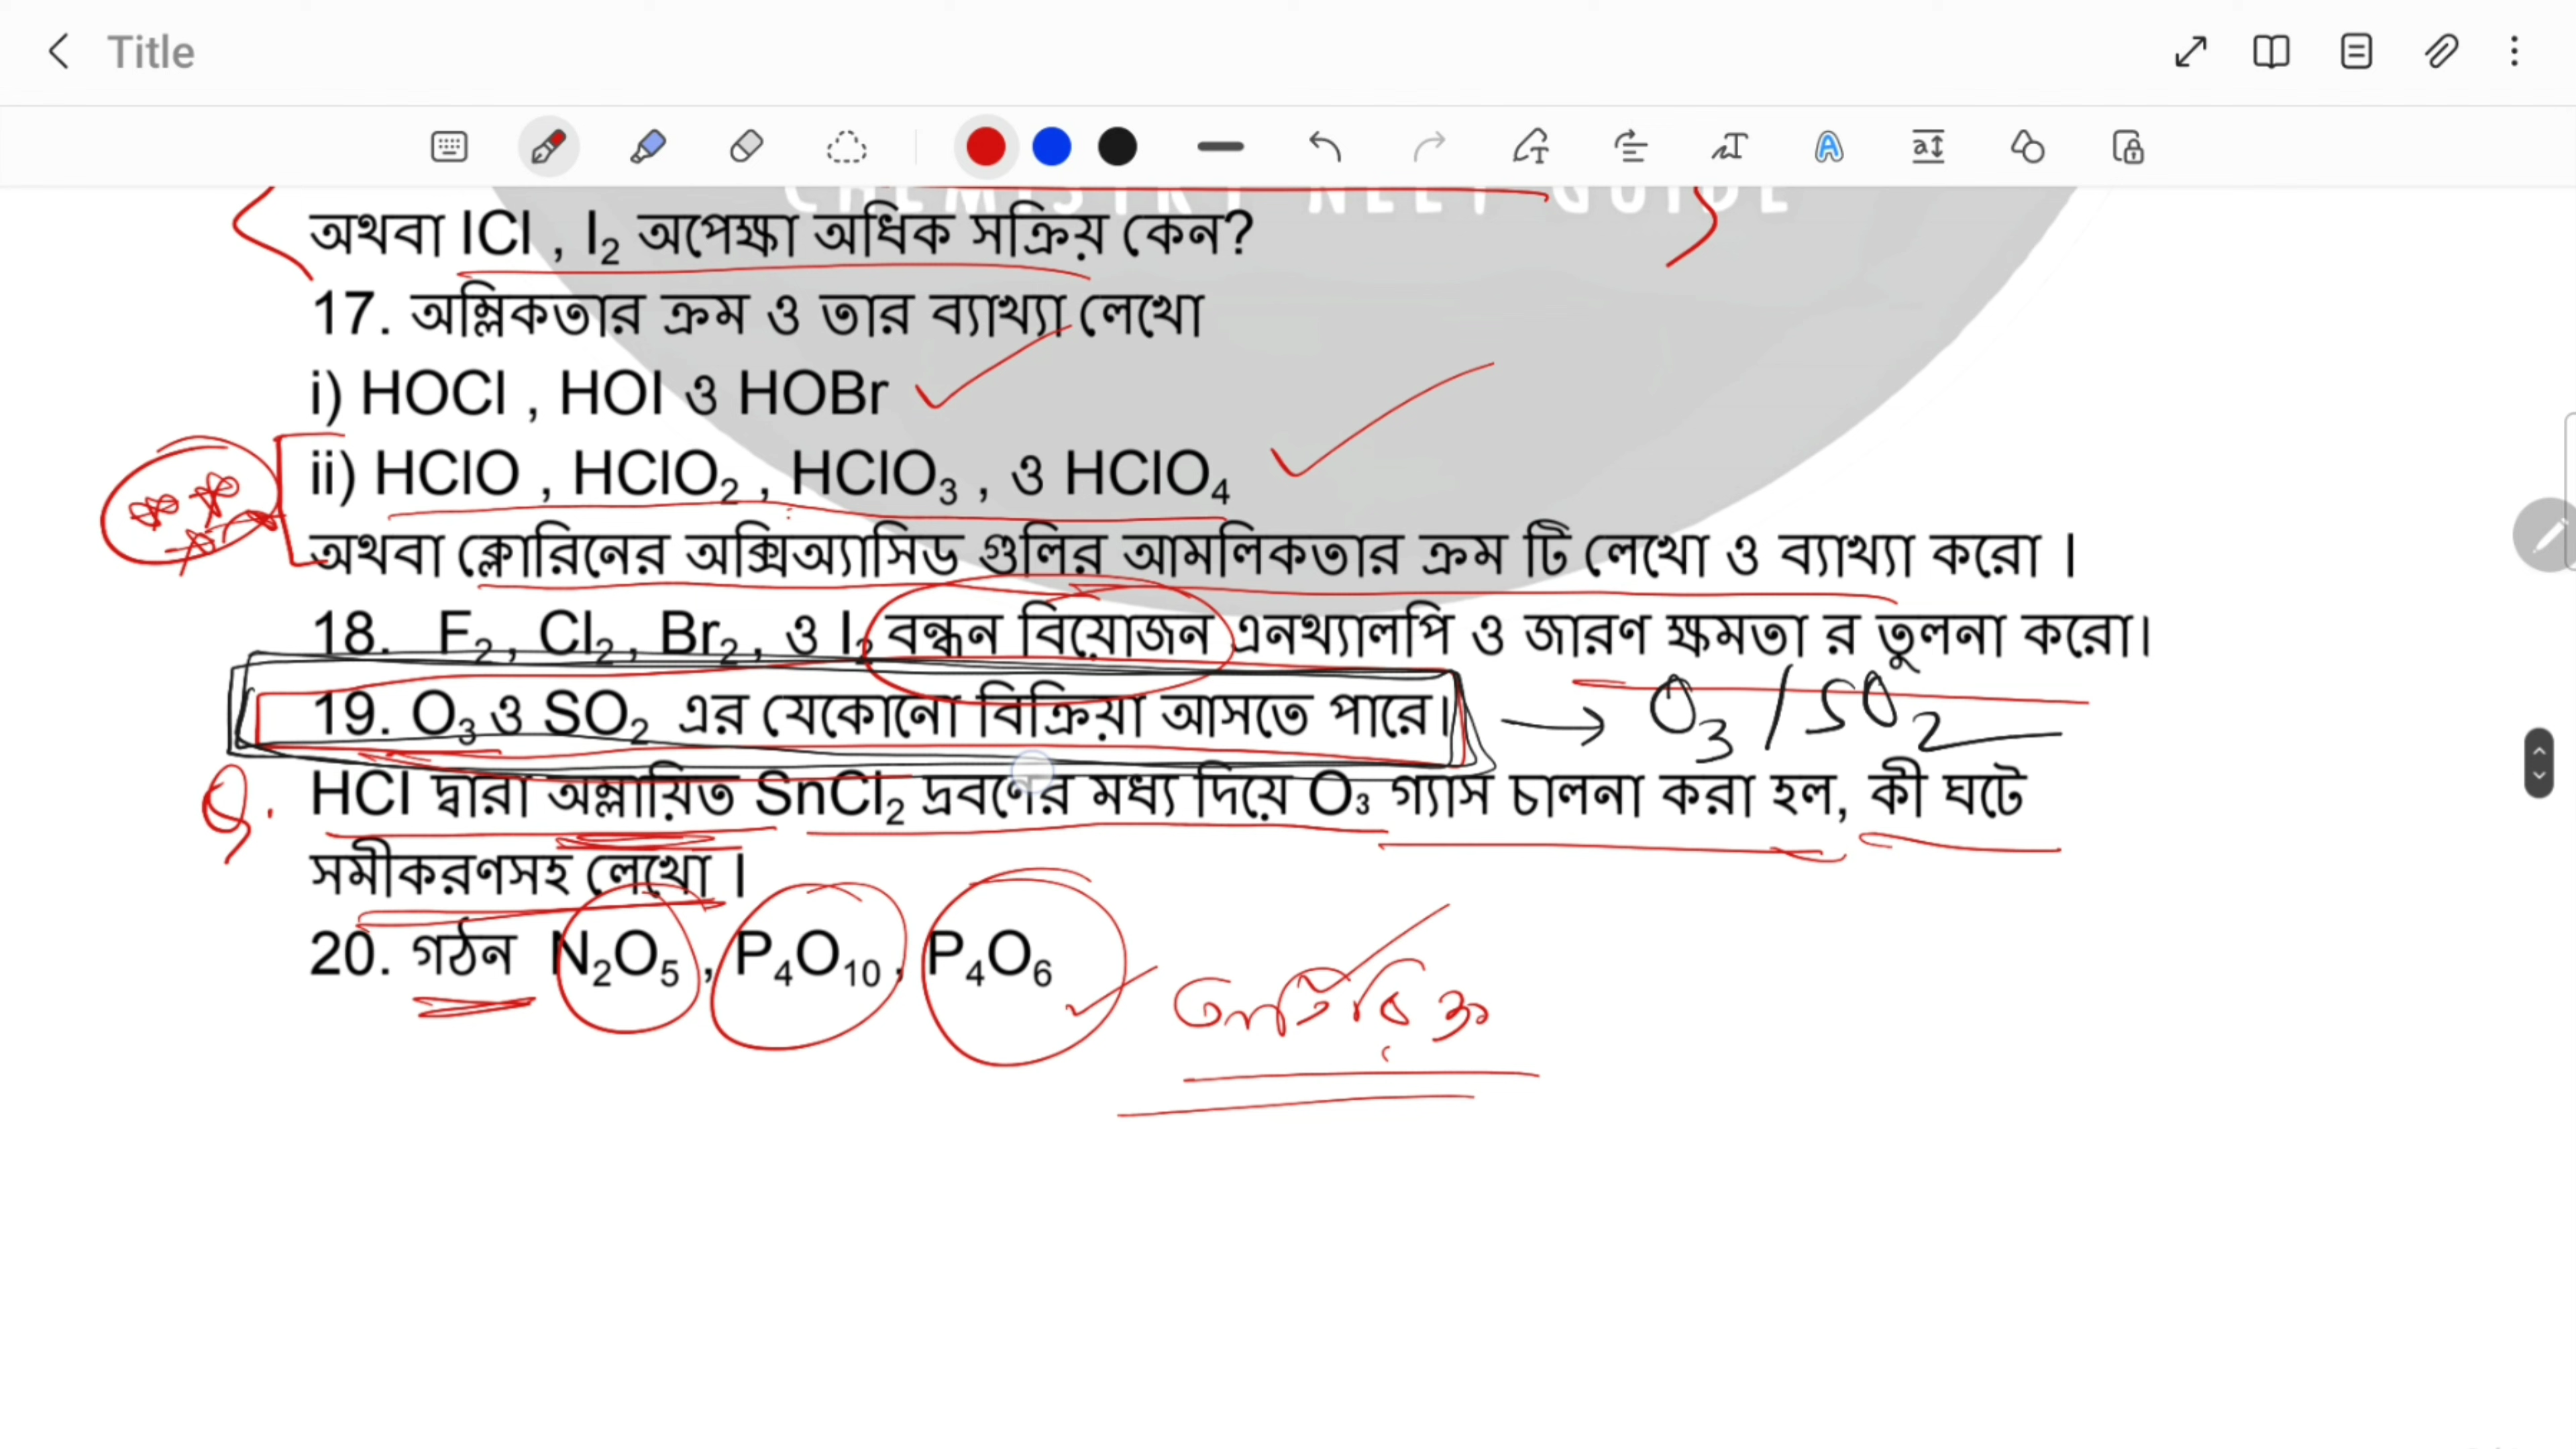 Title
CHEMISTRY NEET GUIDE
অথবা ICl , I₂ অপেক্ষা অধিক সক্রিয় কেন?
17. অম্লিকতার ক্রম ও তার ব্যাখ্যা লেখো
i) HOCl , HOI ও HOBr
ii) HClO , HClO₂ , HClO₃ , ও HClO₄
অথবা ক্লোরিনের অক্সিঅ্যাসিড গুলির আমলিকতার ক্রম টি লেখো ও ব্যাখ্যা করো ।
18. F₂ , Cl₂ , Br₂ , ও I₂ বন্ধন বিয়োজন এনথ্যালপি ও জারণ ক্ষমতা র তুলনা করো।
19. O₃ ও SO₂ এর যেকোনো বিক্রিয়া আসতে পারে। → O₃ / SO₂
Q. HCl দ্বারা অম্লায়িত SnCl₂ দ্রবণের মধ্য দিয়ে O₃ গ্যাস চালনা করা হল, কী ঘটে
সমীকরণসহ লেখো ।
20. গঠন N₂O₅ , P₄O₁₀ , P₄O₆